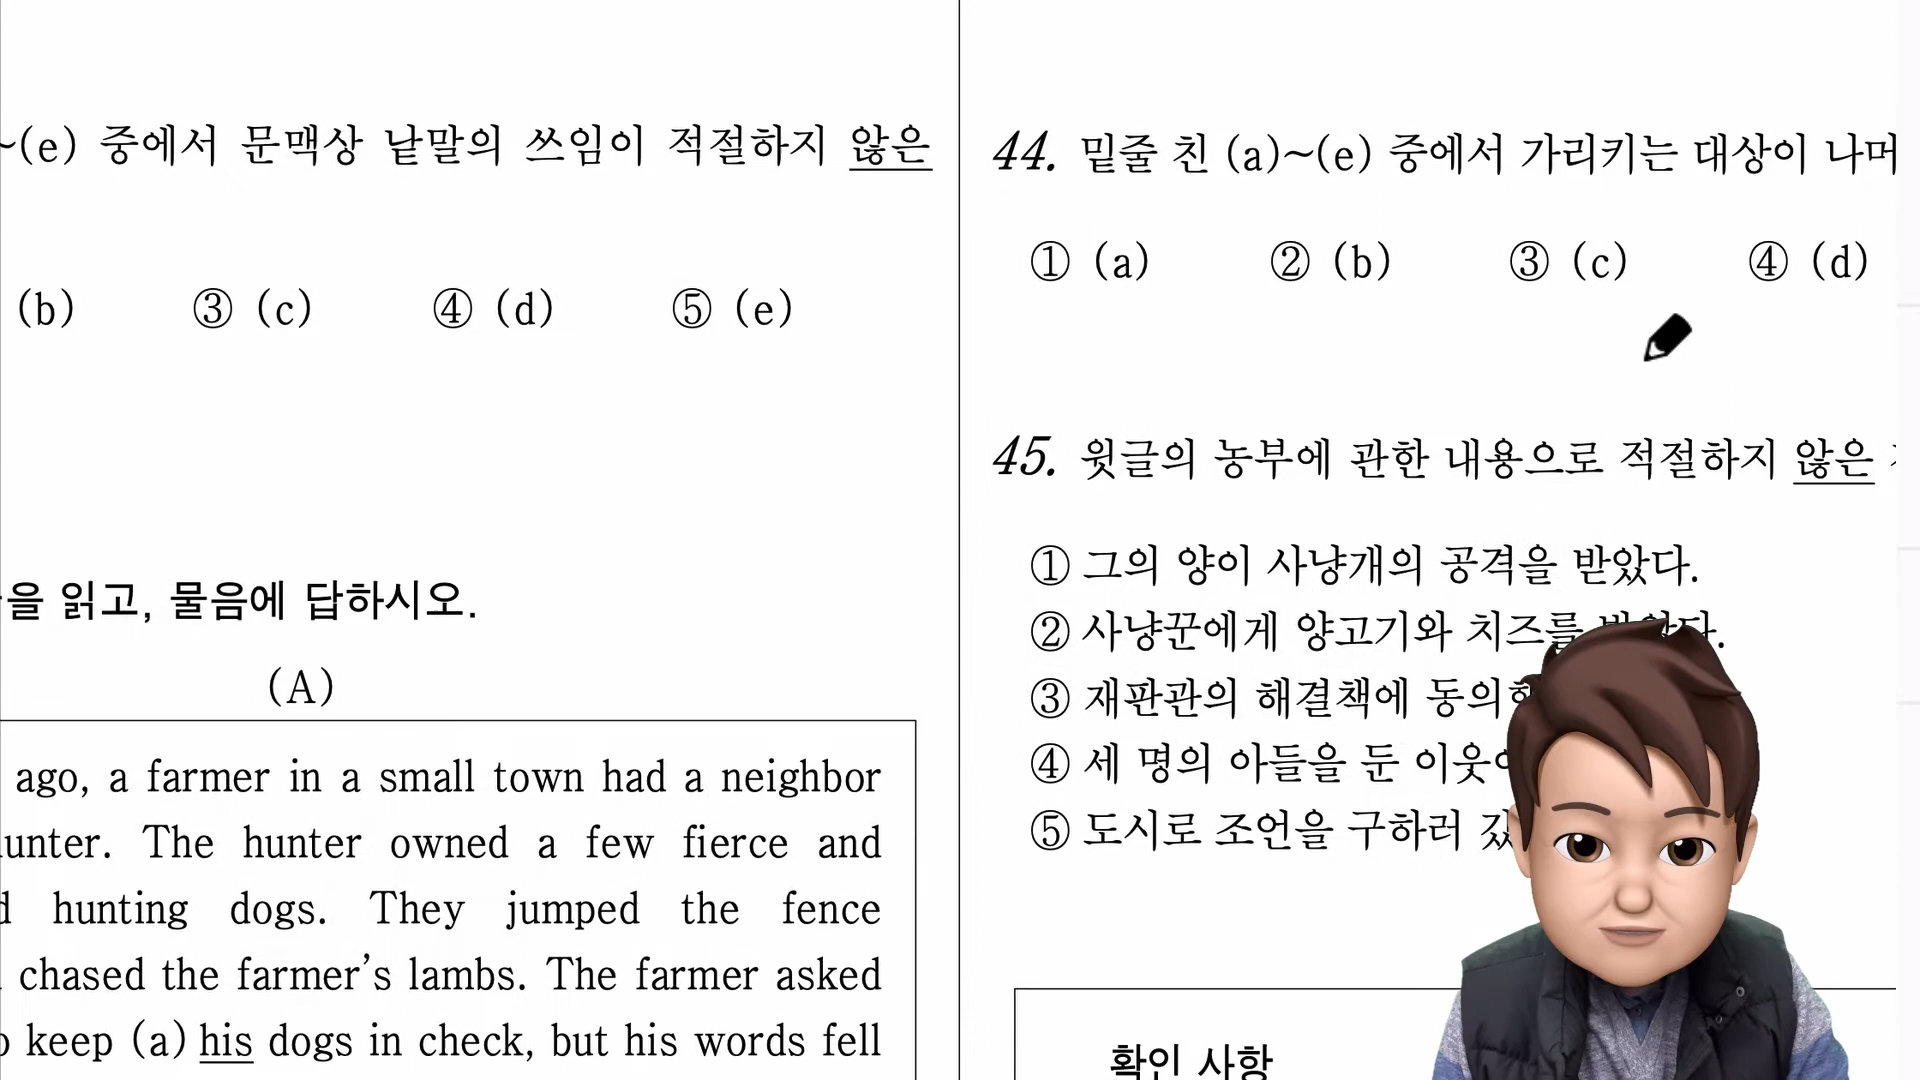 ~(e) 중에서 문맥상 낱말의 쓰임이 적절하지 않은
(b) ③ (c) ④ (d) ⑤ (e)
을 읽고, 물음에 답하시오.
(A)
ago, a farmer in a small town had a neighbor
hunter. The hunter owned a few fierce and
hunting dogs. They jumped the fence
chased the farmer's lambs. The farmer asked
keep (a) his dogs in check, but his words fell
44. 밑줄 친 (a)~(e) 중에서 가리키는 대상이
① (a) ② (b) ③ (c) ④ (d)
45. 윗글의 농부에 관한 내용으로 적절하지 않은
① 그의 양이 사냥개의 공격을 받았다.
② 사냥꾼에게 양고기와 치즈를 받았다.
③ 재판관의 해결책에
④ 세 명의 아들을 둔
⑤ 도시로 조언을 구하러
확인 사항